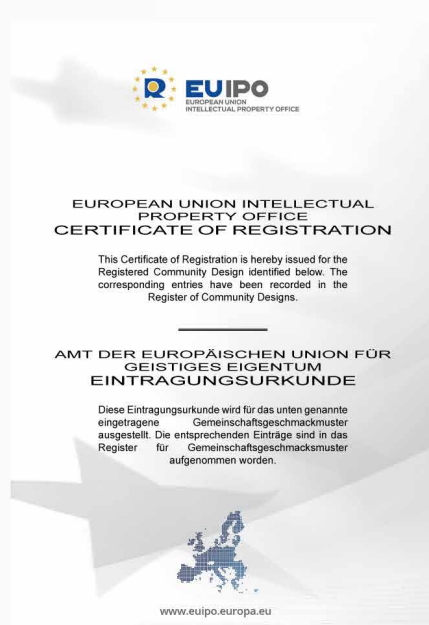 EUIPO
EUROPEAN UNION
INTELLECTUAL PROPERTY OFFICE
EUROPEAN UNION INTELLECTUAL
PROPERTY OFFICE
CERTIFICATE OF REGISTRATION
This Certificate of Registration is hereby issued for the
Registered Community Design identified below. The
corresponding entries have been recorded in the
Register of Community Designs.
AMT DER EUROPÄISCHEN UNION FÜR
GEISTIGES EIGENTUM
EINTRAGUNGSURKUNDE
Diese Eintragungsurkunde wird für das unten genannte
eingetragene Gemeinschaftsgeschmackmuster
ausgestellt. Die entsprechenden Einträge sind in das
Register für Gemeinschaftsgeschmacksmuster
aufgenommen worden.
www.euipo.europa.eu